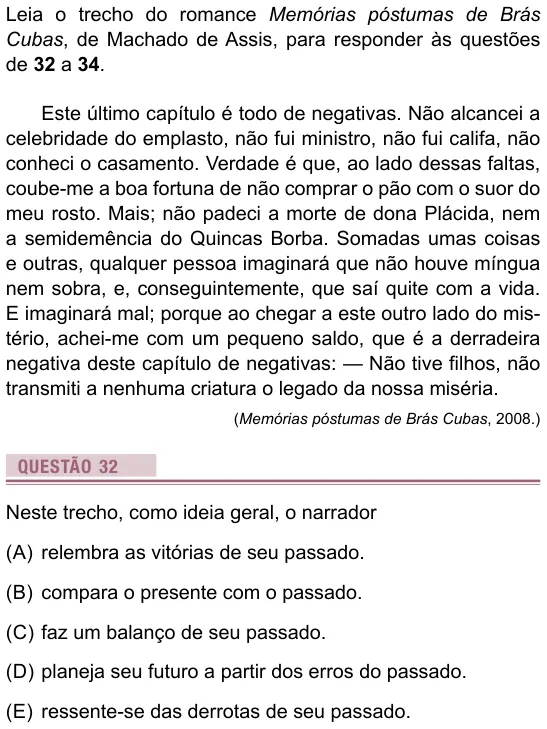 Leia o trecho do romance Memórias póstumas de Brás
Cubas, de Machado de Assis, para responder às questões
de 32 a 34.
Este último capítulo é todo de negativas. Não alcancei a
celebridade do emplasto, não fui ministro, não fui califa, não
conheci o casamento. Verdade é que, ao lado dessas faltas,
coube-me a boa fortuna de não comprar o pão com o suor do
meu rosto. Mais; não padeci a morte de dona Plácida, nem
a semidemência do Quincas Borba. Somadas umas coisas
e outras, qualquer pessoa imaginará que não houve míngua
nem sobra, e, conseguintemente, que saí quite com a vida.
E imaginará mal; porque ao chegar a este outro lado do mis-
tério, achei-me com um pequeno saldo, que é a derradeira
negativa deste capítulo de negativas: — Não tive filhos, não
transmiti a nenhuma criatura o legado da nossa miséria.
(Memórias póstumas de Brás Cubas, 2008.)
QUESTÃO 32
Neste trecho, como ideia geral, o narrador
(A) relembra as vitórias de seu passado.
(B) compara o presente com o passado.
(C) faz um balanço de seu passado.
(D) planeja seu futuro a partir dos erros do passado.
(E) ressente-se das derrotas de seu passado.